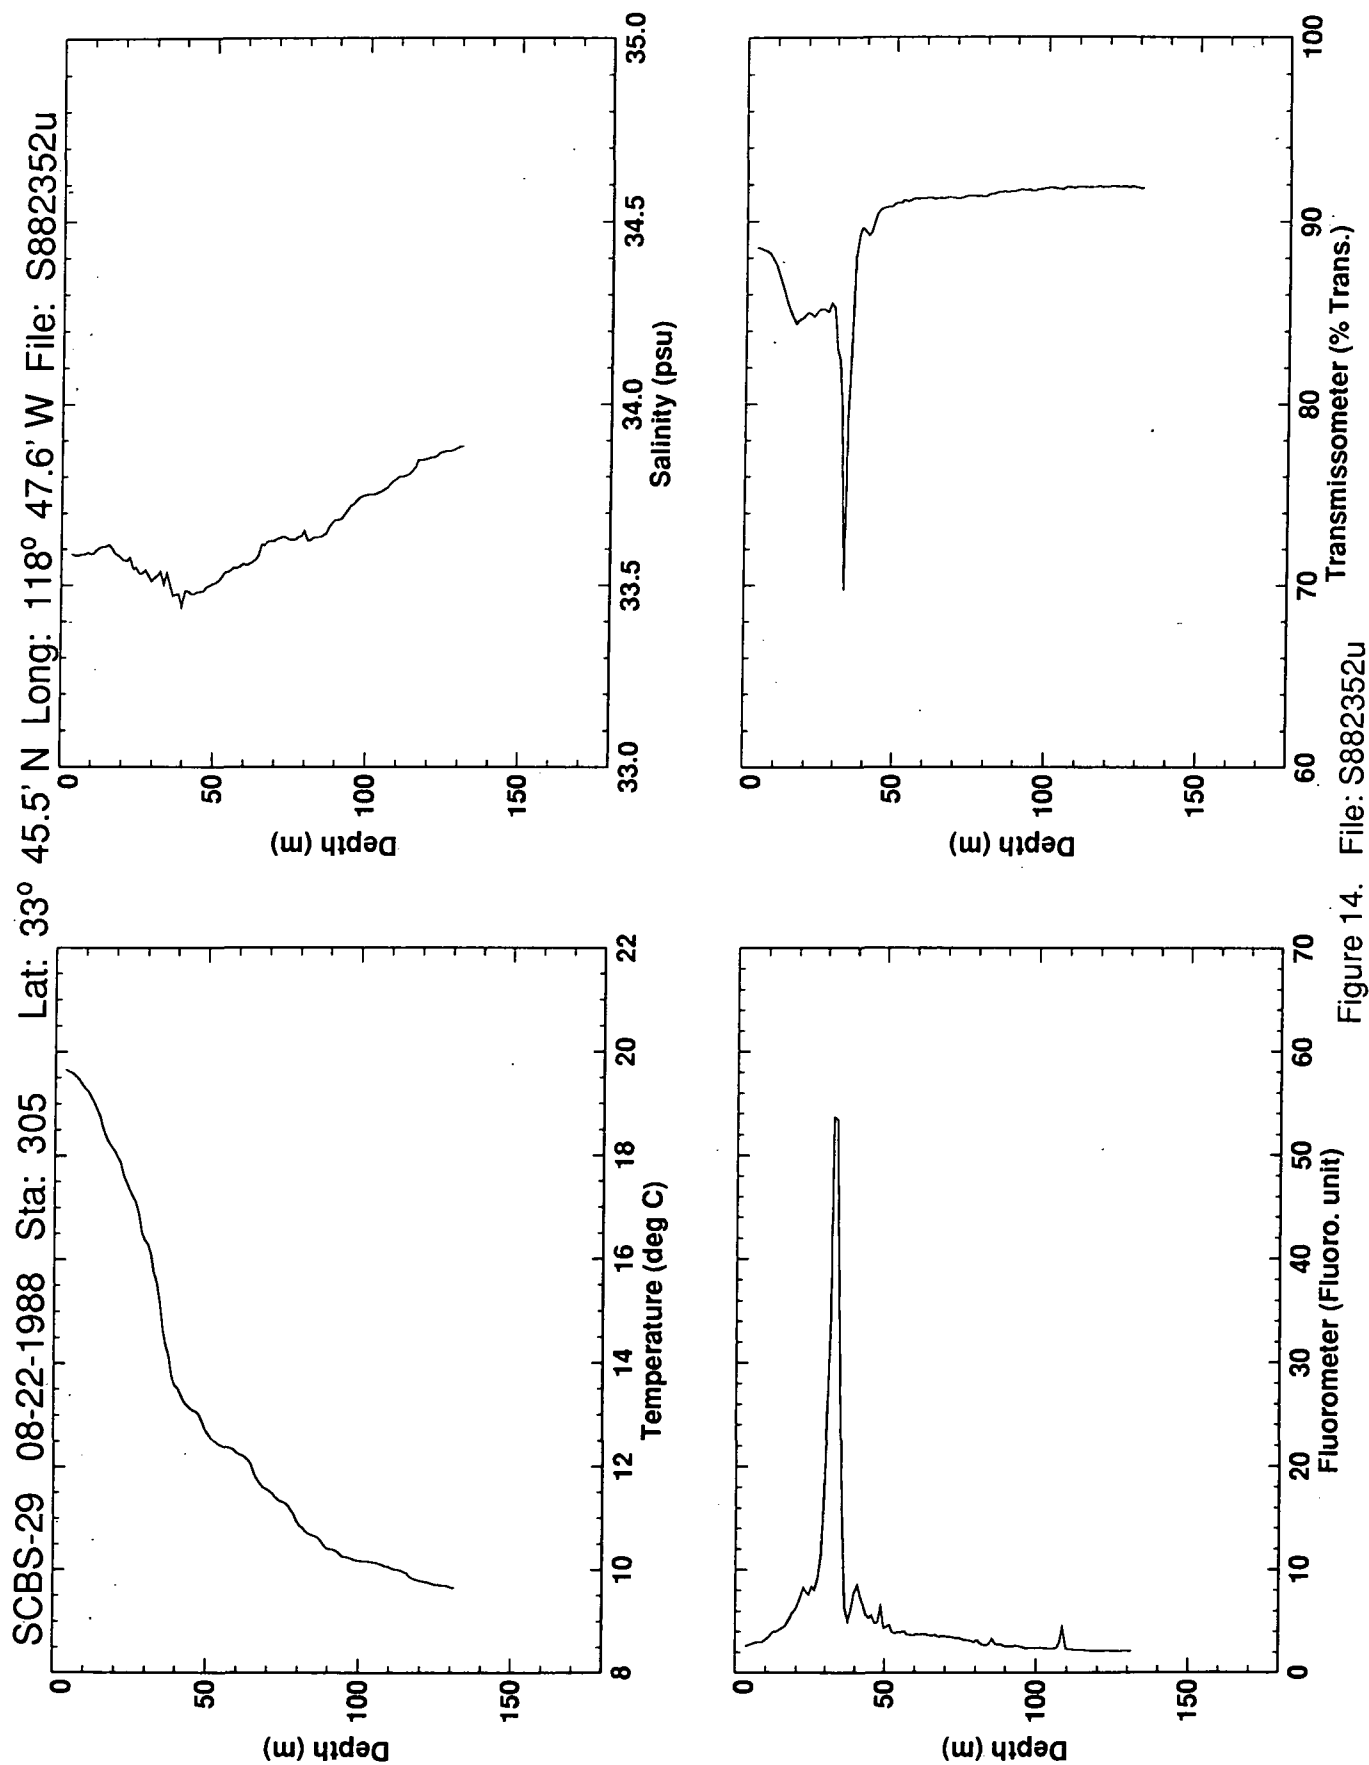 SCBS-29 08-22-1988 Sta: 305 Lat: 33° 45.5' N Long: 118° 47.6' W File: S882352u
0
50
100
150
Depth (m)
8 10 12 14 16 18 20 22
Temperature (deg C)
0
50
100
150
Depth (m)
33.0 33.5 34.0 34.5 35.0
Salinity (psu)
0
50
100
150
Depth (m)
0 10 20 30 40 50 60 70
Fluorometer (Fluoro. unit)
0
50
100
150
Depth (m)
60 70 80 90 100
Transmissometer (% Trans.)
Figure 14. File: S882352u